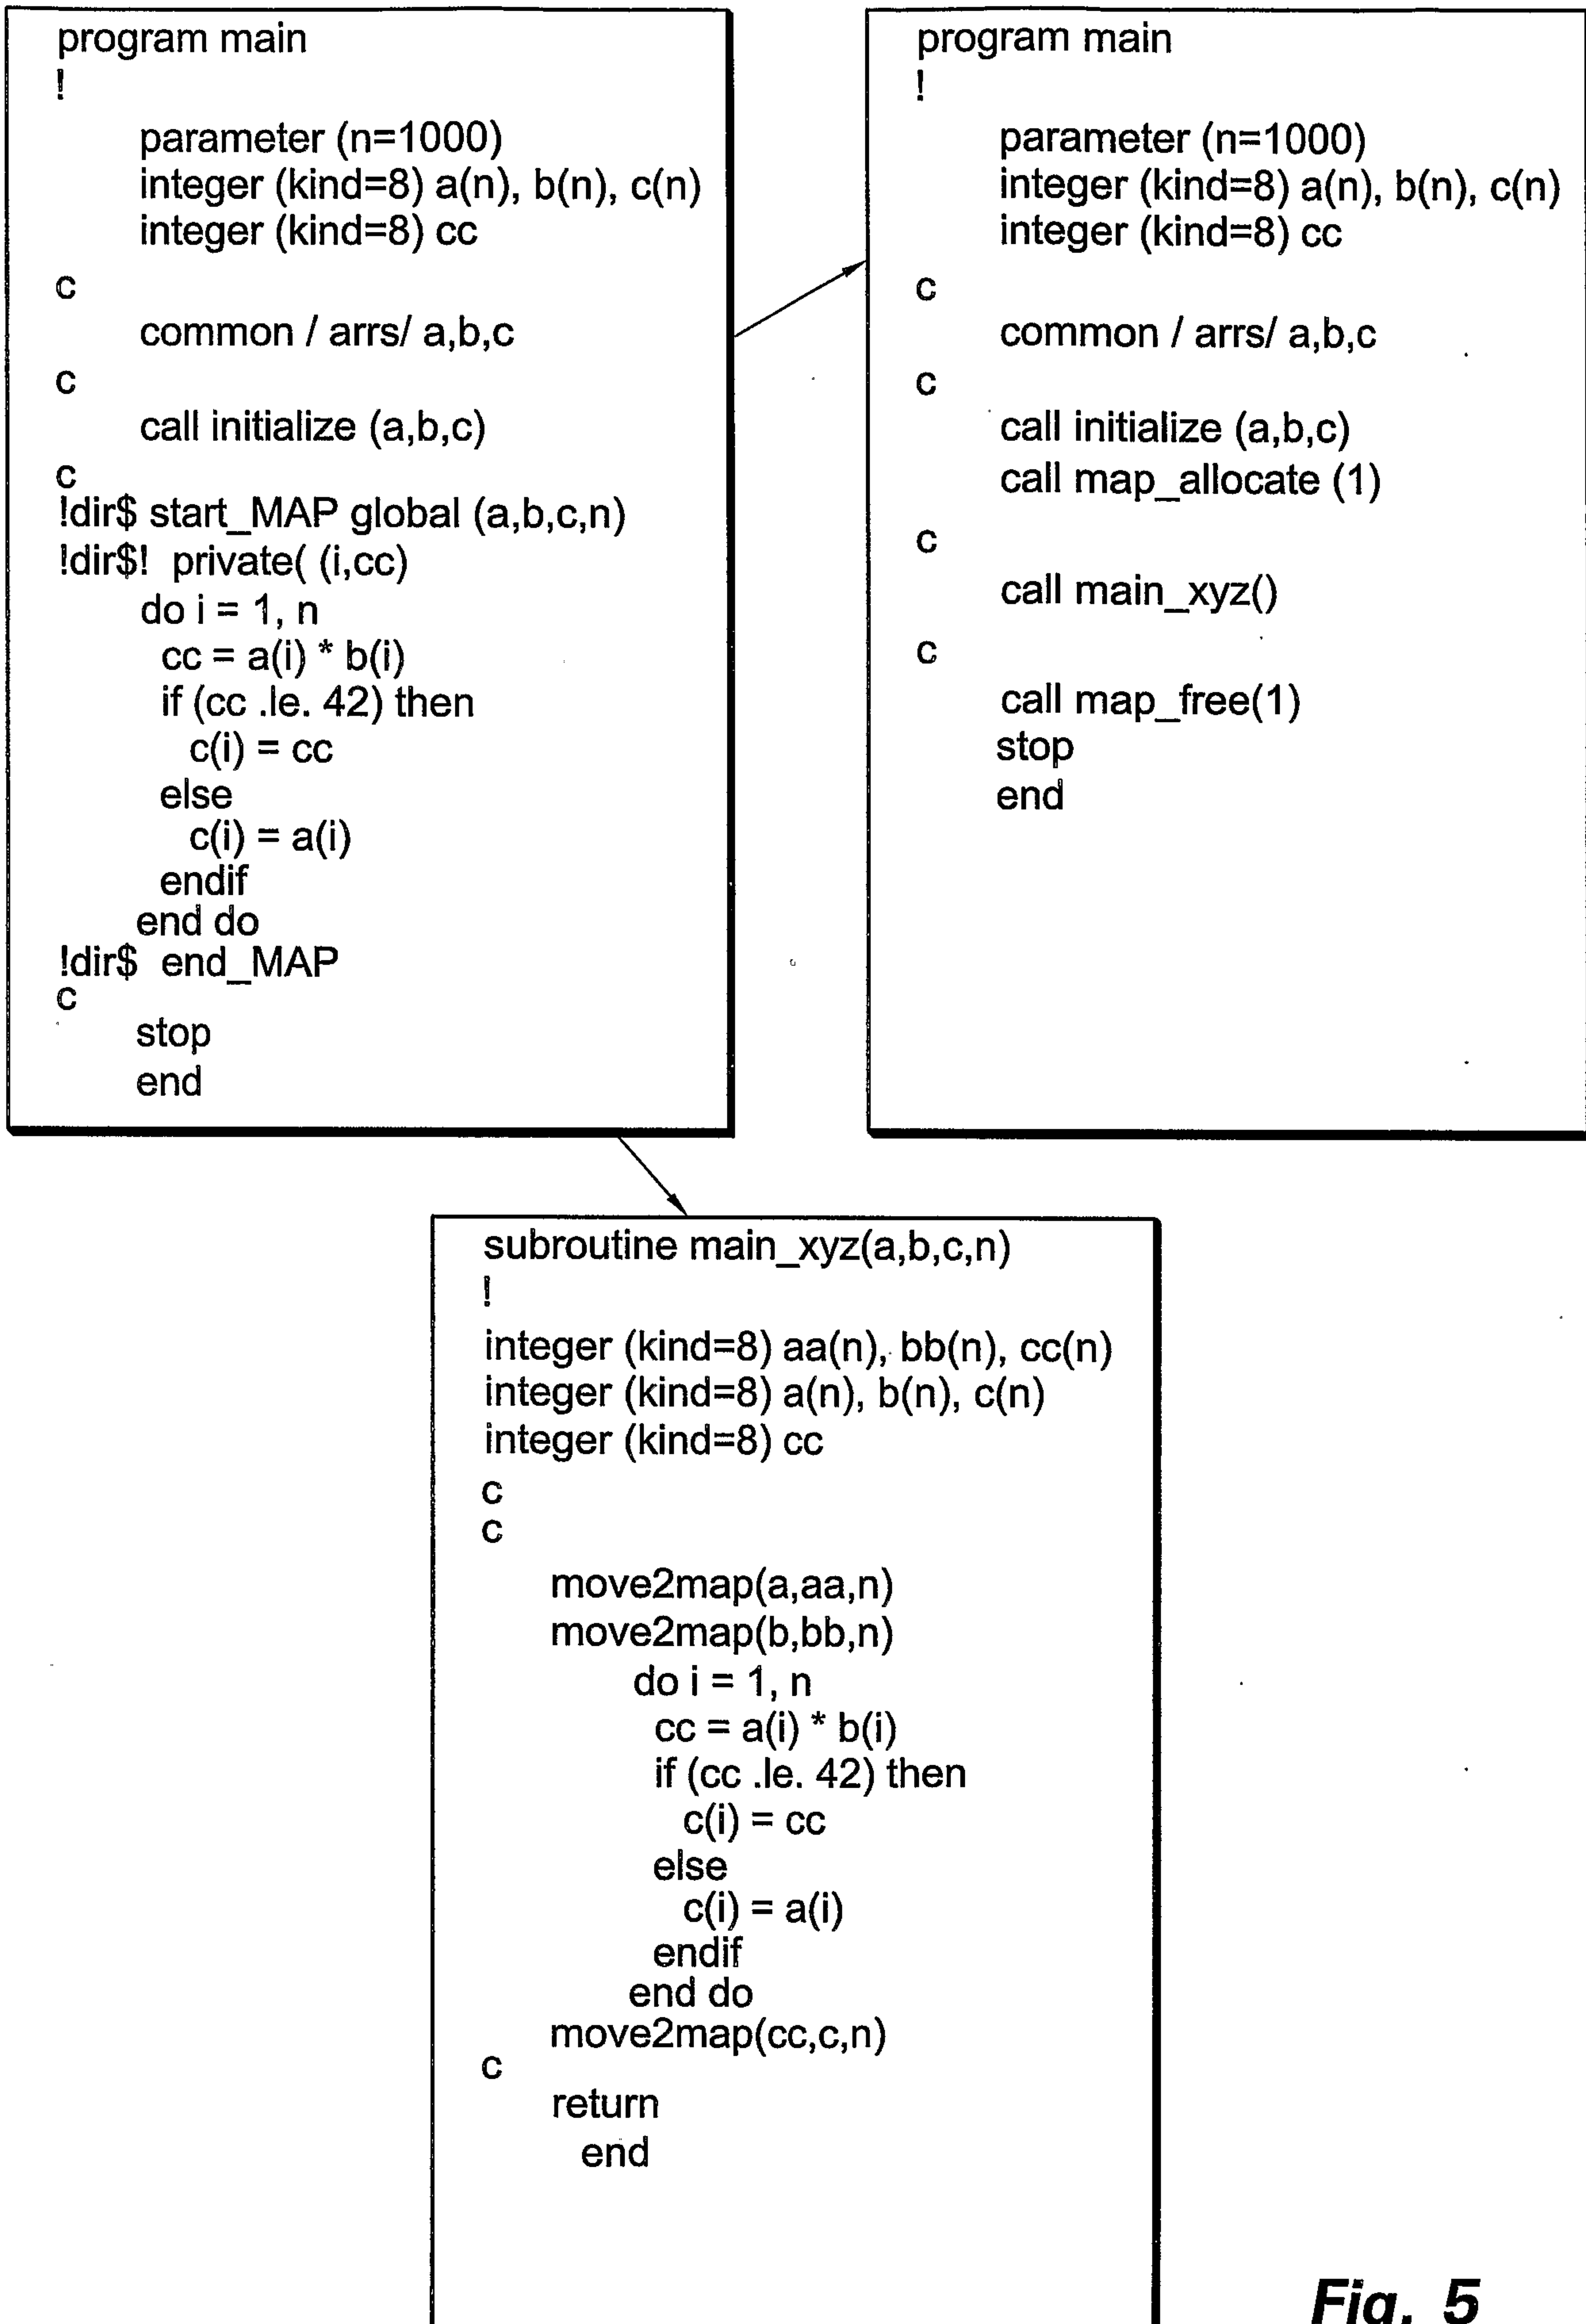 program main
!
parameter (n=1000)
integer (kind=8) a(n), b(n), c(n)
integer (kind=8) cc
c
common / arrs/ a,b,c
c
call initialize (a,b,c)
c
!dir$ start_MAP global (a,b,c,n)
!dir$! private( (i,cc)
do i = 1, n
cc = a(i) * b(i)
if (cc .le. 42) then
c(i) = cc
else
c(i) = a(i)
endif
end do
!dir$ end_MAP
c
stop
end
program main
!
parameter (n=1000)
integer (kind=8) a(n), b(n), c(n)
integer (kind=8) cc
c
common / arrs/ a,b,c
c
call initialize (a,b,c)
call map_allocate (1)
c
call main_xyz()
c
call map_free(1)
stop
end
subroutine main_xyz(a,b,c,n)
!
integer (kind=8) aa(n), bb(n), cc(n)
integer (kind=8) a(n), b(n), c(n)
integer (kind=8) cc
c
c
move2map(a,aa,n)
move2map(b,bb,n)
do i = 1, n
cc = a(i) * b(i)
if (cc .le. 42) then
c(i) = cc
else
c(i) = a(i)
endif
end do
move2map(cc,c,n)
c
return
end
Fig. 5